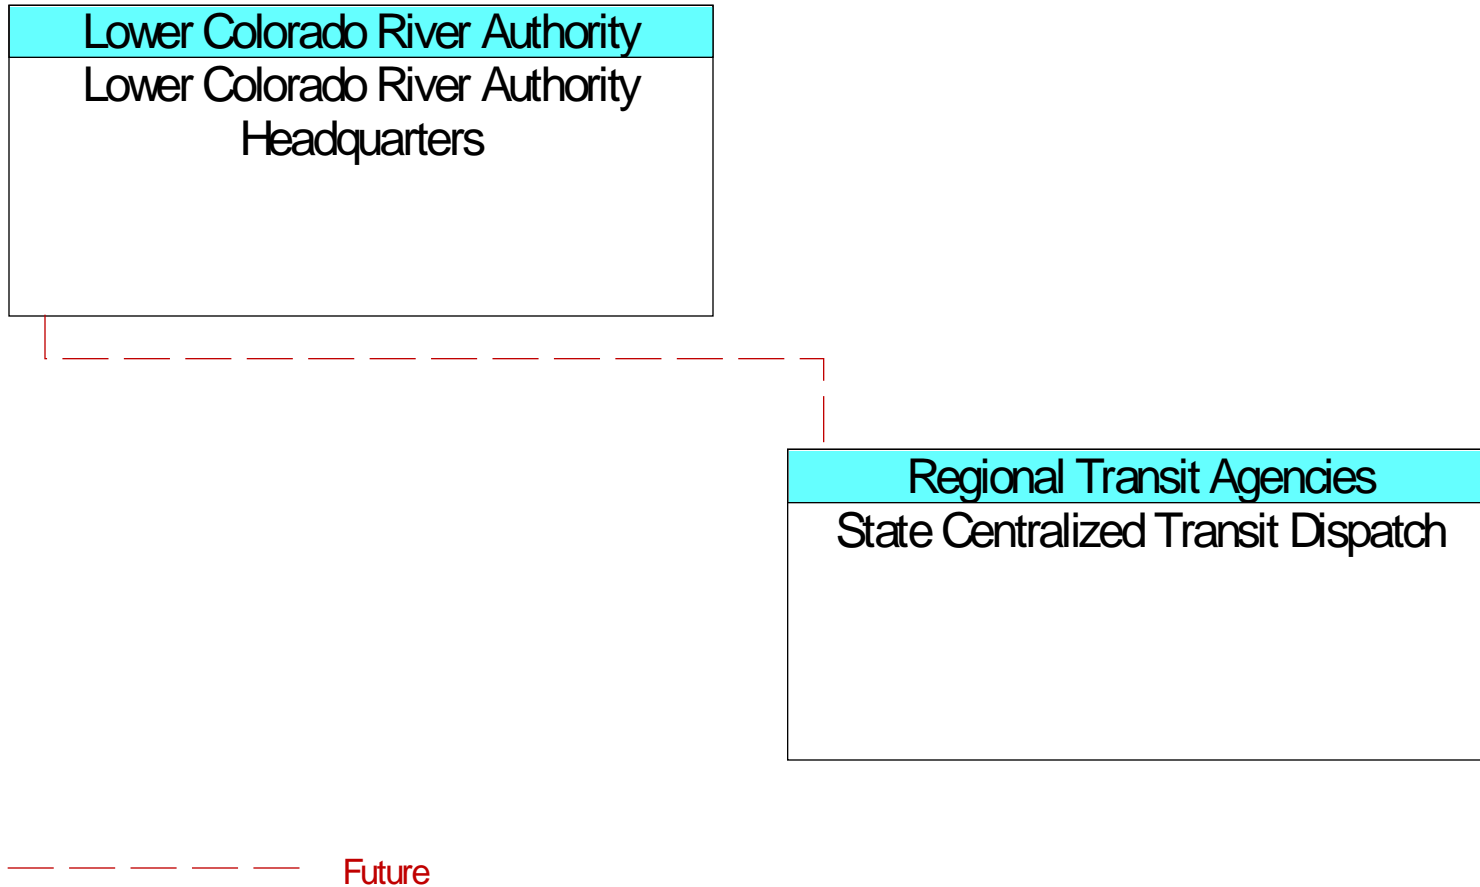 Lower Colorado River Authority
Lower Colorado River Authority
Headquarters
Regional Transit Agencies
State Centralized Transit Dispatch
Future